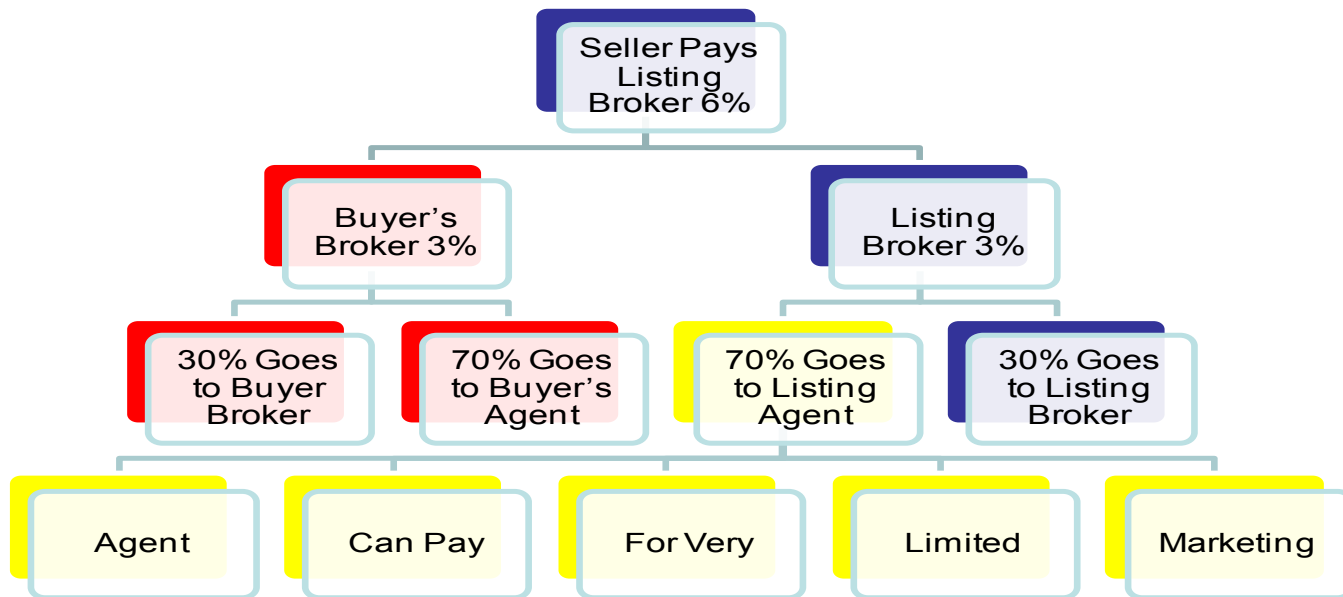 Seller Pays
Listing
Broker 6%
Buyer’s
Broker 3%
Listing
Broker 3%
30% Goes
to Buyer
Broker
70% Goes
to Buyer’s
Agent
70% Goes
to Listing
Agent
30% Goes
to Listing
Broker
Agent
Can Pay
For Very
Limited
Marketing